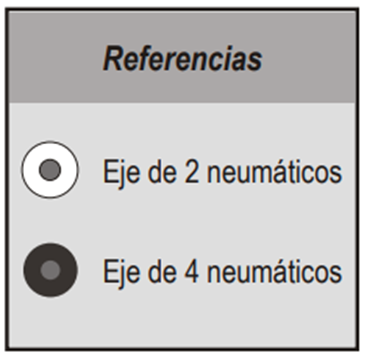 Referencias
Eje de 2 neumáticos
Eje de 4 neumáticos